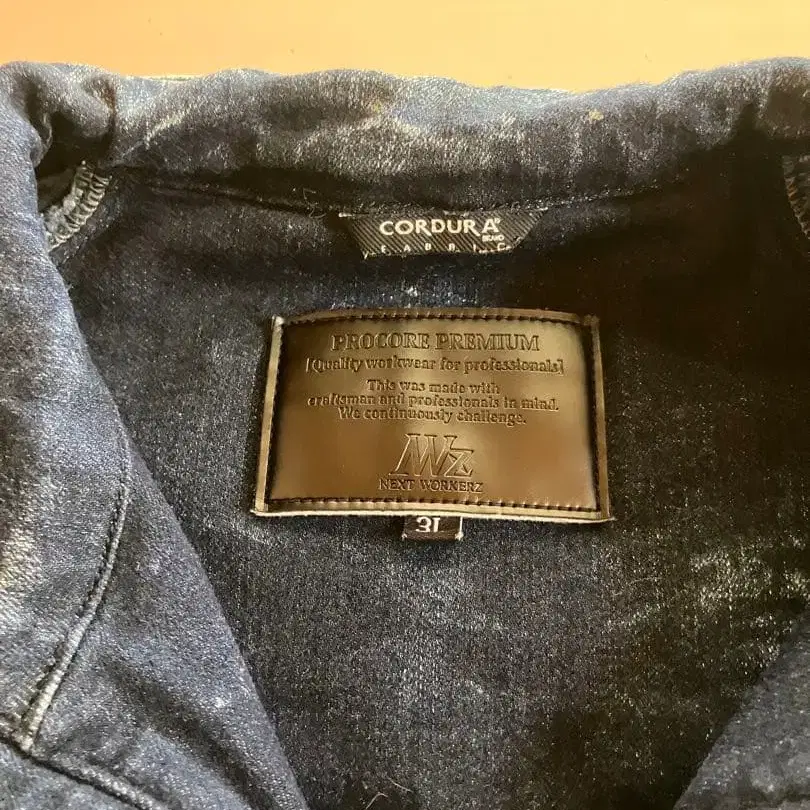 CORDURA®
BRAND
FABRIC
PROCORE PREMIUM
[Quality workwear for professionals]
This was made with
craftsman and professionals in mind.
We continuously challenge.
NWz
NEXT WORKERZ
3L